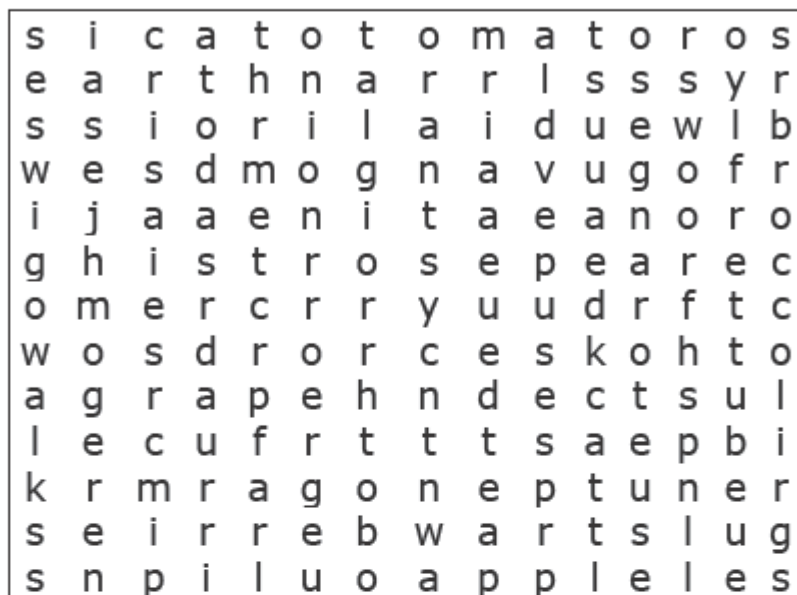 s i c a t o t o m a t o r o s
e a r t h n a r r l s s s y r
s s i o r i l a i d u e w l b
w e s d m o g n a v u g o f r
i j a a e n i t a e a n o r o
g h i s t r o s e p e a r e c
o m e r c r r y u u d r f t c
w o s d r o r c e s k o h t o
a g r a p e h n d e c t s u l
l e c u f r t t t s a e p b i
k r m r a g o n e p t u n e r
s e i r r e b w a r t s l u g
s n p i l u o a p p l e l e s